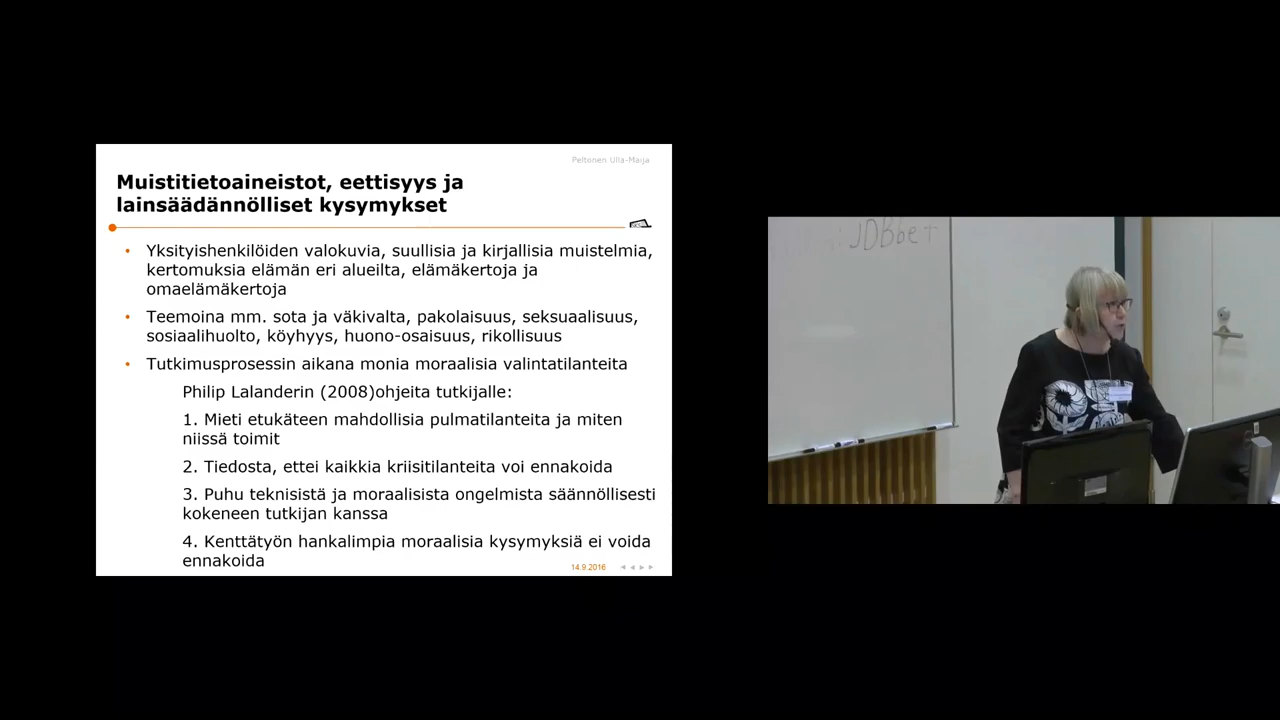 Peltonen Ulla-Maija
Muistitietoaineistot, eettisyys ja
lainsäädännölliset kysymykset
• Yksityishenkilöiden valokuvia, suullisia ja kirjallisia muistelmia,
kertomuksia elämän eri alueilta, elämäkertoja ja
omaelämäkertoja
• Teemoina mm. sota ja väkivalta, pakolaisuus, seksuaalisuus,
sosiaalihuolto, köyhyys, huono-osaisuus, rikollisuus
• Tutkimusprosessin aikana monia moraalisia valintatilanteita
Philip Lalanderin (2008)ohjeita tutkijalle:
1. Mieti etukäteen mahdollisia pulmatilanteita ja miten
niissä toimit
2. Tiedosta, ettei kaikkia kriisitilanteita voi ennakoida
3. Puhu teknisistä ja moraalisista ongelmista säännöllisesti
kokeneen tutkijan kanssa
4. Kenttätyön hankalimpia moraalisia kysymyksiä ei voida
ennakoida
14.9.2016